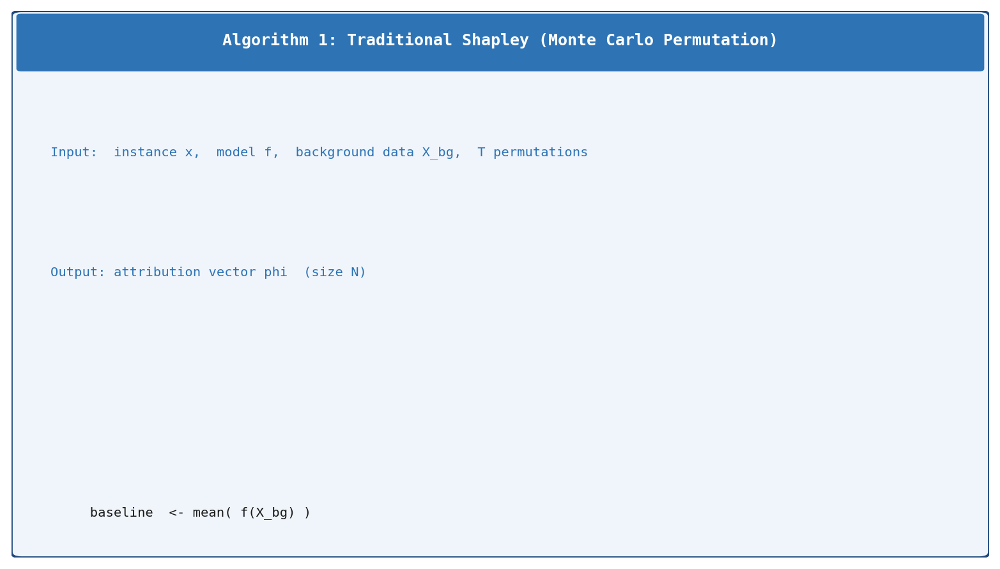 Algorithm 1: Traditional Shapley (Monte Carlo Permutation)
Input:  instance x,  model f,  background data X_bg,  T permutations
Output: attribution vector phi  (size N)
baseline  <- mean( f(X_bg) )